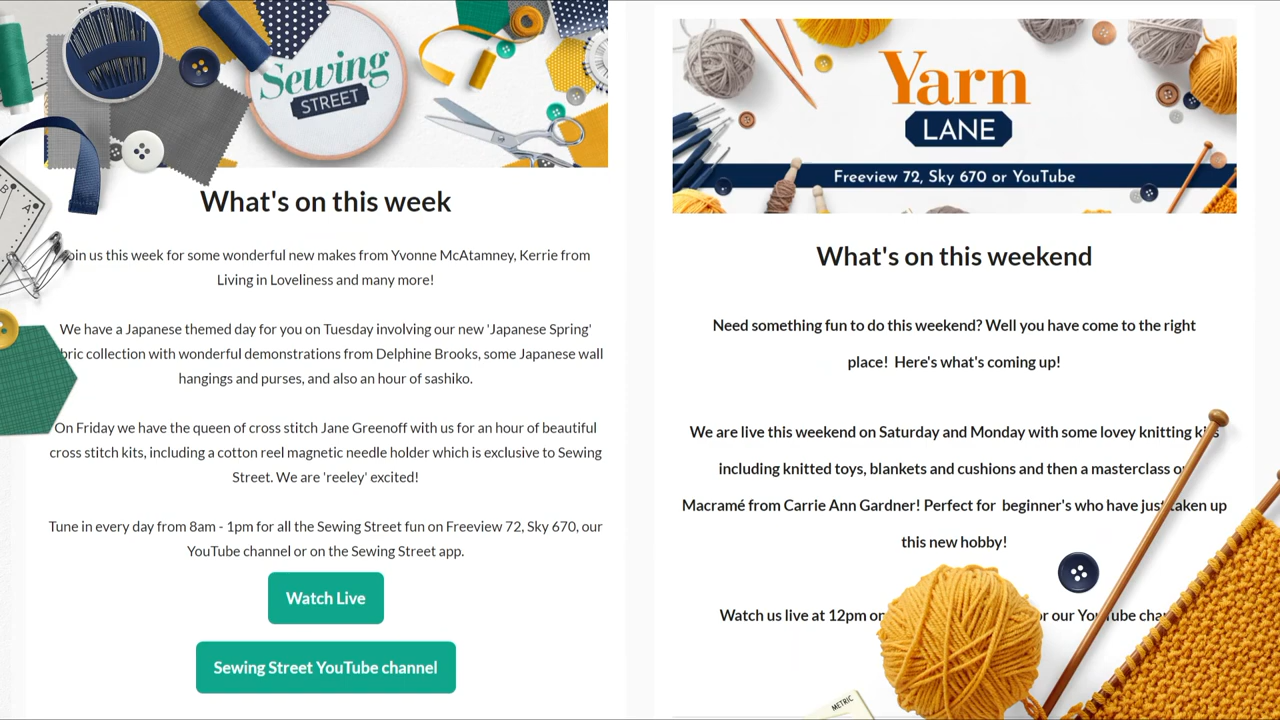 Sewing
STREET
What's on this week
Join us this week for some wonderful new makes from Yvonne McAtamney, Kerrie from
Living in Loveliness and many more!
We have a Japanese themed day for you on Tuesday involving our new 'Japanese Spring'
collection with wonderful demonstrations from Delphine Brooks, some Japanese wall
hangings and purses, and also an hour of sashiko.
On Friday we have the queen of cross stitch Jane Greenoff with us for an hour of beautiful
cross stitch kits, including a cotton reel magnetic needle holder which is exclusive to Sewing
Street. We are 'reeley' excited!
Tune in every day from 8am - 1pm for all the Sewing Street fun on Freeview 72, Sky 670, our
YouTube channel or on the Sewing Street app.
Watch Live
Sewing Street YouTube channel
Yarn
LANE
Freeview 72, Sky 670 or YouTube
What's on this weekend
Need something fun to do this weekend? Well you have come to the right
place! Here's what's coming up!
We are live this weekend on Saturday and Monday with some lovey knitting kits
including knitted toys, blankets and cushions and then a masterclass on
Macramé from Carrie Ann Gardner! Perfect for beginner's who have just taken up
this new hobby!
Watch us live at 12pm on or our YouTube
METRIC